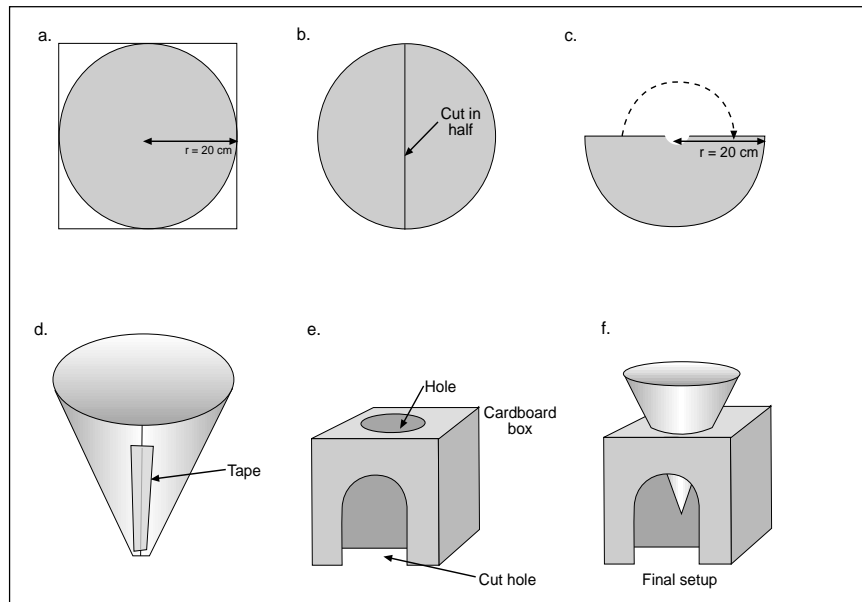 a.
b.
c.
r = 20 cm
Cut in
half
r = 20 cm
d.
e.
f.
Tape
Hole
Cardboard
box
Cut hole
Final setup